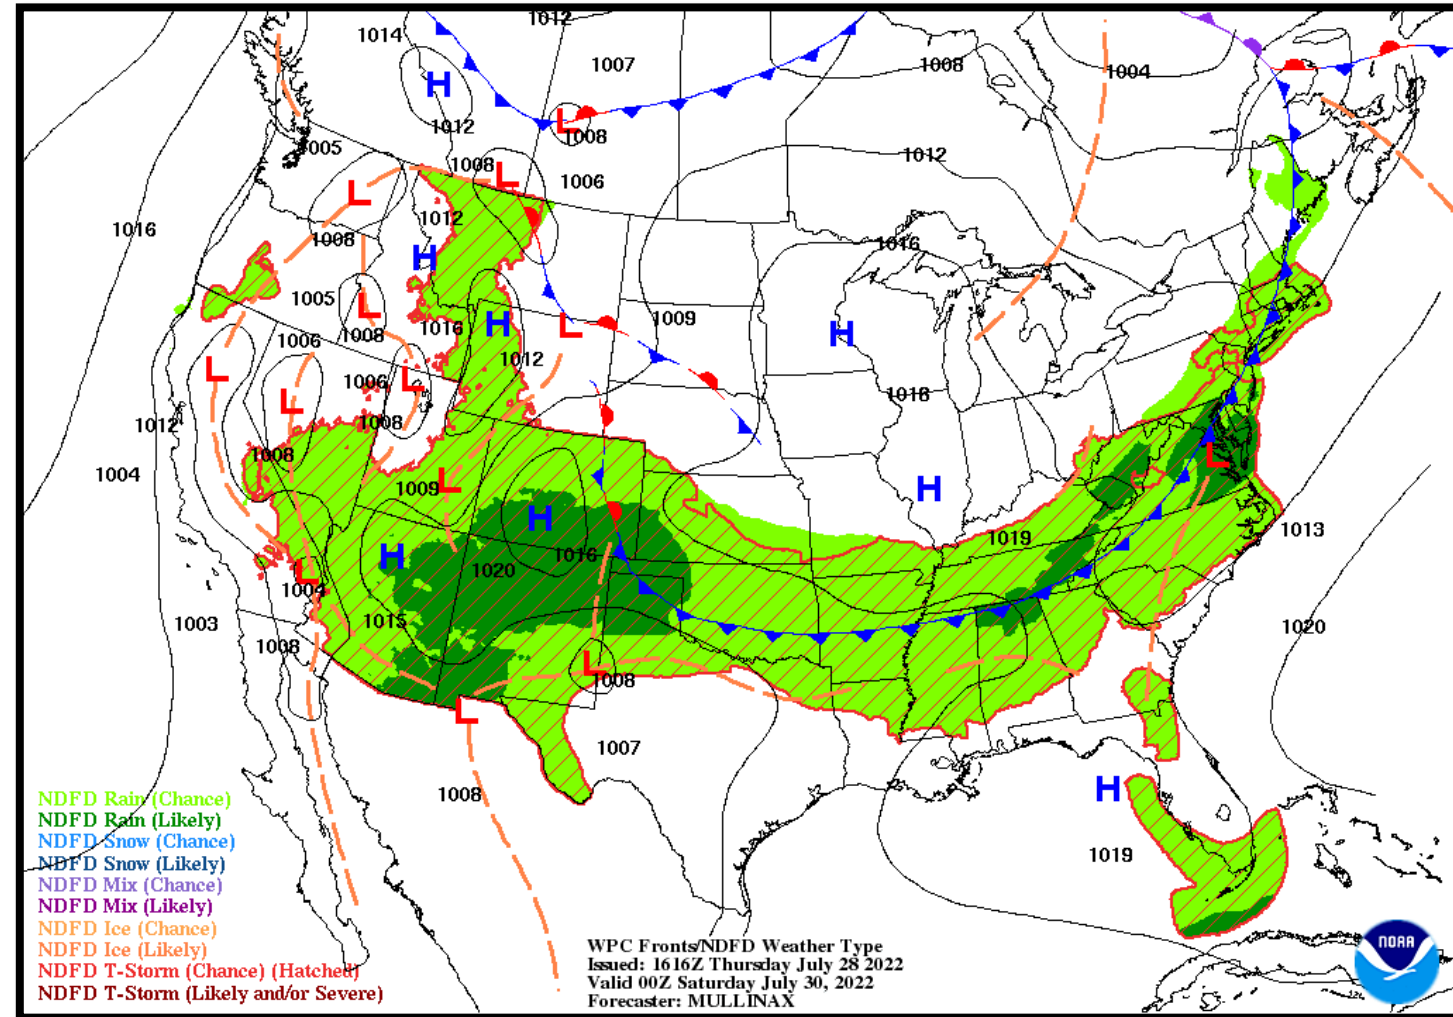 1012
1014
1007
1008
1004
H
1012
L
1008
1005
1008
L
1006
1012
L
1012
1016
1008
H
1016
1005
L
1008
1016
H
L
1009
H
1006
1012
L
1006
L
L
1018
1012
1008
1008
L
1004
1009
L
H
H
1013
1016
1019
H
1020
L
1004
1003
1015
1020
1008
L
1008
L
1007
1008
H
1019
NDFD Rain (Chance)
NDFD Rain (Likely)
NDFD Snow (Chance)
NDFD Snow (Likely)
NDFD Mix (Chance)
NDFD Mix (Likely)
NDFD Ice (Chance)
NDFD Ice (Likely)
NDFD T-Storm (Chance) (Hatched)
NDFD T-Storm (Likely and/or Severe)
WPC Fronts/NDFD Weather Type
Issued: 1616Z Thursday July 28 2022
Valid 00Z Saturday July 30, 2022
Forecaster: MULLINAX
NOAA